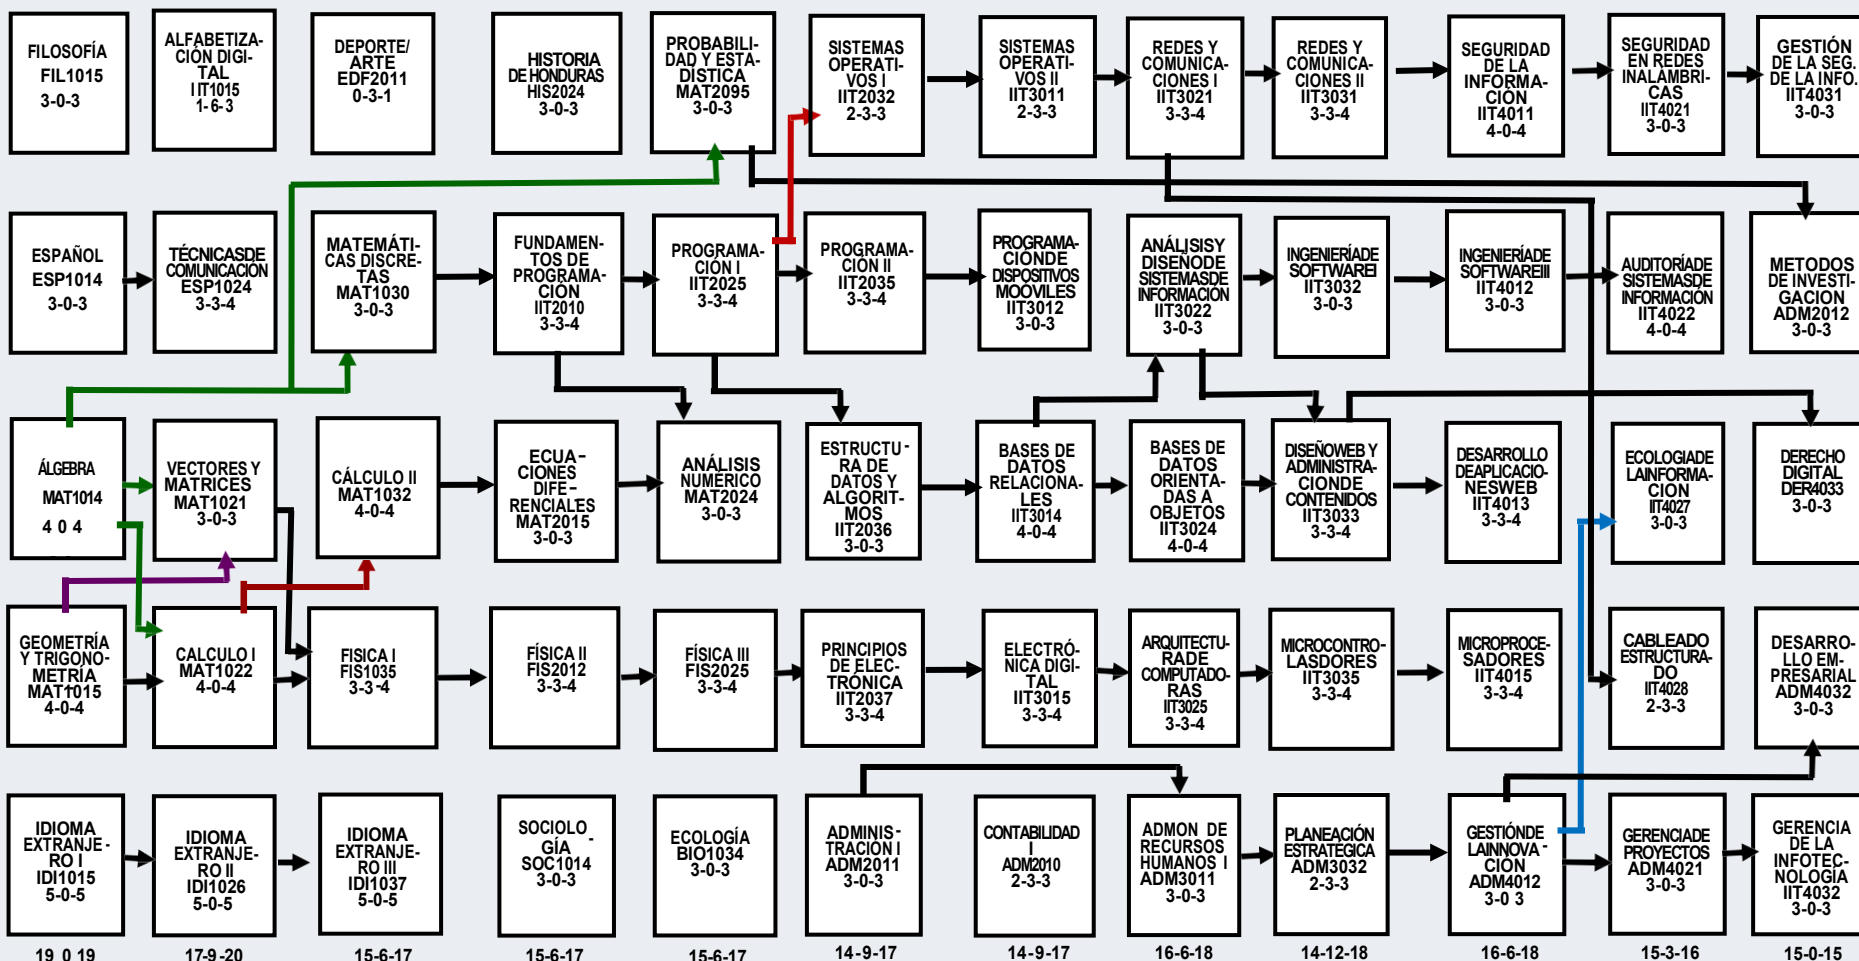 FILOSOFÍA
FIL1015
3-0-3
ALFABETIZA-
CIÓN DIGI-
TAL
IIT1015
1-6-3
DEPORTE/
ARTE
EDF2011
0-3-1
HISTORIA
DE HONDURAS
HIS2024
3-0-3
PROBABILI-
DAD Y ESTA-
DÍSTICA
MAT2095
3-0-3
SISTEMAS
OPERATI-
VOS I
IIT2032
2-3-3
SISTEMAS
OPERATI-
VOS II
IIT3011
2-3-3
REDES Y
COMUNICA-
CIONES I
IIT3021
3-3-4
REDES Y
COMUNICA-
CIONES II
IIT3031
3-3-4
SEGURIDAD
DE LA
INFORMA-
CIÓN
IIT4011
4-0-4
SEGURIDAD
EN REDES
INALÁMBRI-
CAS
IIT4021
3-0-3
GESTIÓN
DE LA SEG.
DE LA INFO.
IIT4031
3-0-3
ESPAÑOL
ESP1014
3-0-3
TÉCNICASDE
COMUNICACIÓN
ESP1024
3-3-4
MATEMÁTI-
CAS DISCRE-
TAS
MAT1030
3-0-3
FUNDAMEN-
TOS DE
PROGRAMA-
CIÓN
IIT2010
3-3-4
PROGRAMA-
CIÓN I
IIT2025
3-3-4
PROGRAMA-
CIÓN II
IIT2035
3-3-4
PROGRAMA-
CIÓNDE
DISPOSITIVOS
MOÓVILES
IIT3012
3-0-3
ANÁLISISY
DISEÑODE
SISTEMASDE
INFORMACIÓN
IIT3022
3-0-3
INGENIERÍADE
SOFTWAREI
IIT3032
3-0-3
INGENIERÍADE
SOFTWAREIII
IIT4012
3-0-3
AUDITORÍADE
SISTEMASDE
INFORMACIÓN
IIT4022
4-0-4
METODOS
DE INVESTI-
GACION
ADM2012
3-0-3
ÁLGEBRA
MAT1014
4 0 4
VECTORES Y
MATRICES
MAT1021
3-0-3
CÁLCULO II
MAT1032
4-0-4
ECUA-
CIONES
DIFE-
RENCIALES
MAT2015
3-0-3
ANÁLISIS
NUMÉRICO
MAT2024
3-0-3
ESTRUCTU-
RA DE
DATOS Y
ALGORIT-
MOS
IIT2036
3-0-3
BASES DE
DATOS
RELACIONA-
LES
IIT3014
4-0-4
BASES DE
DATOS
ORIENTA-
DAS A
OBJETOS
IIT3024
4-0-4
DISEÑOWEB Y
ADMINISTRA-
CIONDE
CONTENIDOS
IIT3033
3-3-4
DESARROLLO
DEAPLICACIO-
NESWEB
IIT4013
3-3-4
ECOLOGIADE
LAINFORMA-
CIÓN
IIT4027
3-0-3
DERECHO
DIGITAL
DER4033
3-0-3
GEOMETRÍA
Y TRIGONO-
METRÍA
MAT1015
4-0-4
CALCULO I
MAT1022
4-0-4
FISICA I
FIS1035
3-3-4
FÍSICA II
FIS2012
3-3-4
FÍSICA III
FIS2025
3-3-4
PRINCIPIOS
DE ELEC-
TRÓNICA
IIT2037
3-3-4
ELECTRÓ-
NICA DIGI-
TAL
IIT3015
3-3-4
ARQUITECTU-
RADE
COMPUTADO-
RAS
IIT3025
3-3-4
MICROCONTRO-
LASDORES
IIT3035
3-3-4
MICROPROCE-
SADORES
IIT4015
3-3-4
CABLEADO
ESTRUCTURA-
DO
IIT4028
2-3-3
DESARRO-
LLO EM-
PRESARIAL
ADM4032
3-0-3
IDIOMA
EXTRANJE-
RO I
IDI1015
5-0-5
IDIOMA
EXTRANJE-
RO II
IDI1026
5-0-5
IDIOMA
EXTRANJE-
RO III
IDI1037
5-0-5
SOCIOLO-
GÍA
SOC1014
3-0-3
ECOLOGÍA
BIO1034
3-0-3
ADMINIS-
TRACIÓN I
ADM2011
3-0-3
CONTABILIDAD
I
ADM2010
2-3-3
ADMON DE
RECURSOS
HUMANOS I
ADM3011
3-0-3
PLANEACIÓN
ESTRATÉGICA
ADM3032
2-3-3
GESTIÓNDE
LAINNOVA-
CIÓN
ADM4012
3-0 3
GERENCIADE
PROYECTOS
ADM4021
3-0-3
GERENCIA
DE LA
INFOTEC-
NOLOGÍA
IIT4032
3-0-3
19 0 19
17-9-20
15-6-17
15-6-17
15-6-17
14-9-17
14-9-17
16-6-18
14-12-18
16-6-18
15-3-16
15-0-15